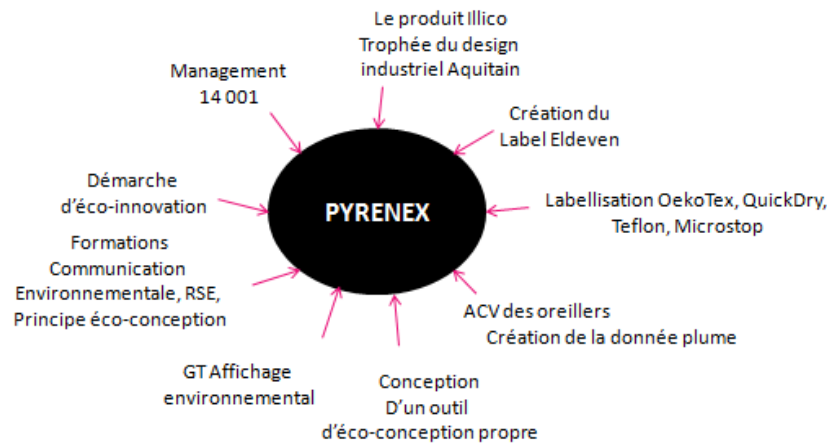 Le produit Illico
Trophée du design
industriel Aquitain
Management
14 001
Création du
Label Eldeven
Démarche
d'éco-innovation
PYRENEX
Labellisation OekoTex, QuickDry,
Teflon, Microstop
Formations
Communication
Environnementale, RSE,
Principe éco-conception
ACV des oreillers
Création de la donnée plume
GT Affichage
environnemental
Conception
D'un outil
d'éco-conception propre